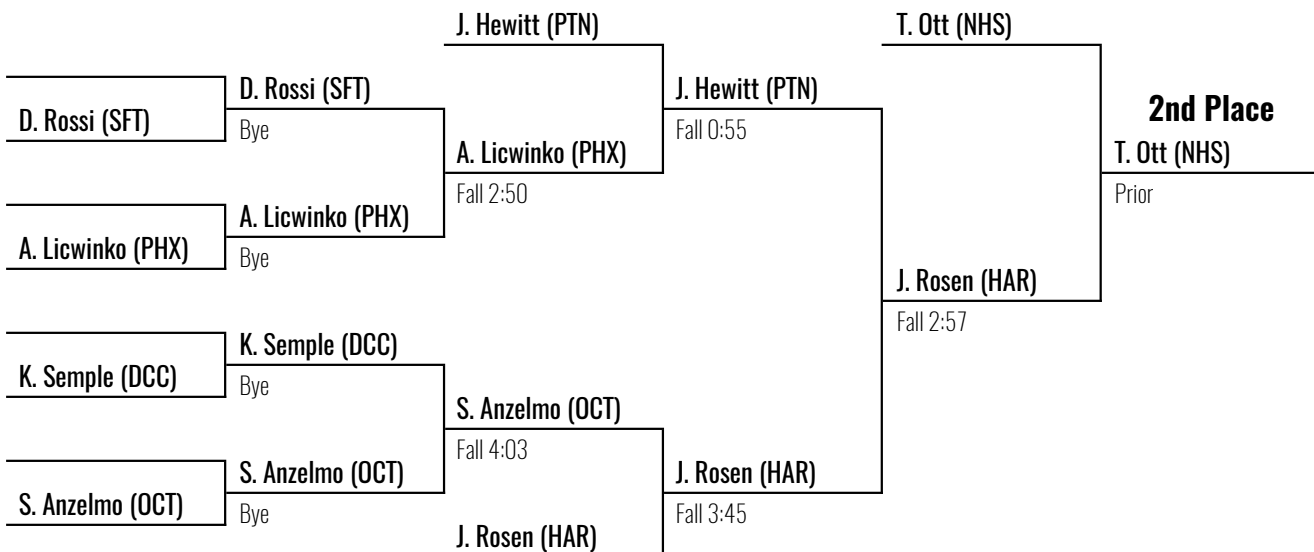 J. Hewitt (PTN)
T. Ott (NHS)
D. Rossi (SFT)
J. Hewitt (PTN)
2nd Place
D. Rossi (SFT)
Bye
Fall 0:55
A. Licwinko (PHX)
T. Ott (NHS)
Fall 2:50
Prior
A. Licwinko (PHX)
A. Licwinko (PHX)
Bye
J. Rosen (HAR)
Fall 2:57
K. Semple (DCC)
K. Semple (DCC)
Bye
S. Anzelmo (OCT)
Fall 4:03
S. Anzelmo (OCT)
J. Rosen (HAR)
S. Anzelmo (OCT)
Bye
Fall 3:45
J. Rosen (HAR)